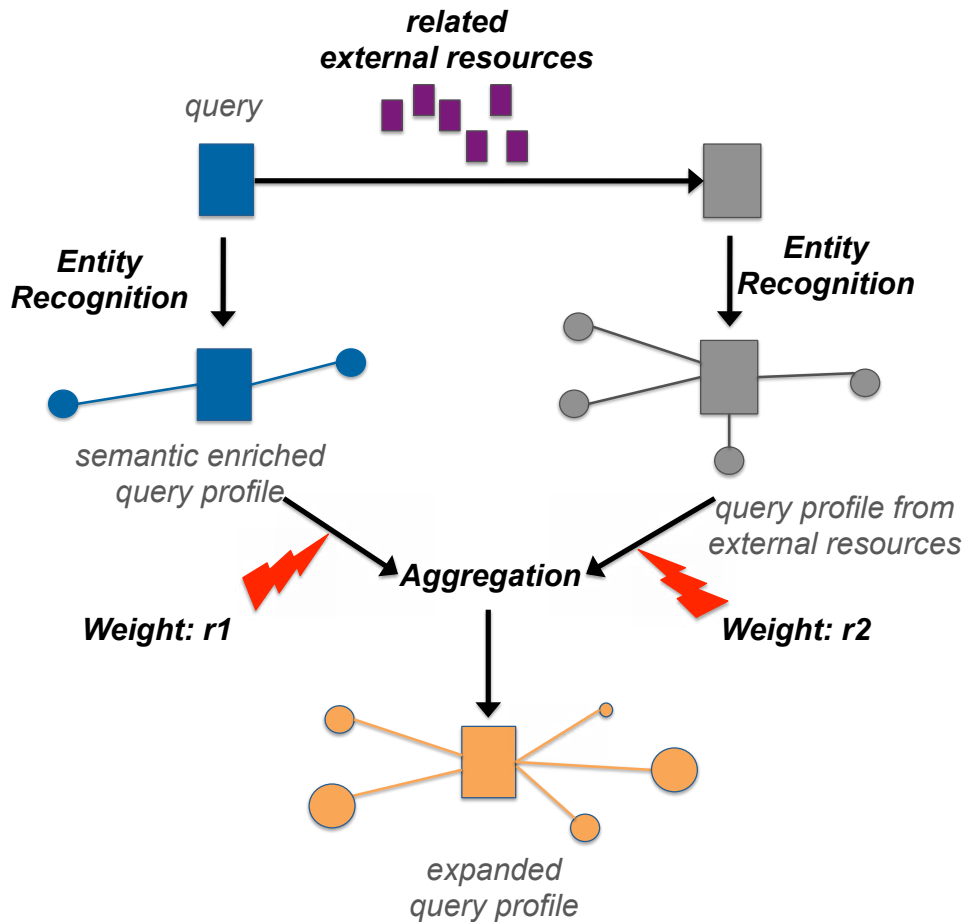 related
external resources
query
Entity
Recognition
Entity
Recognition
semantic enriched
query profile
query profile from
external resources
Aggregation
Weight: r1
Weight: r2
expanded
query profile